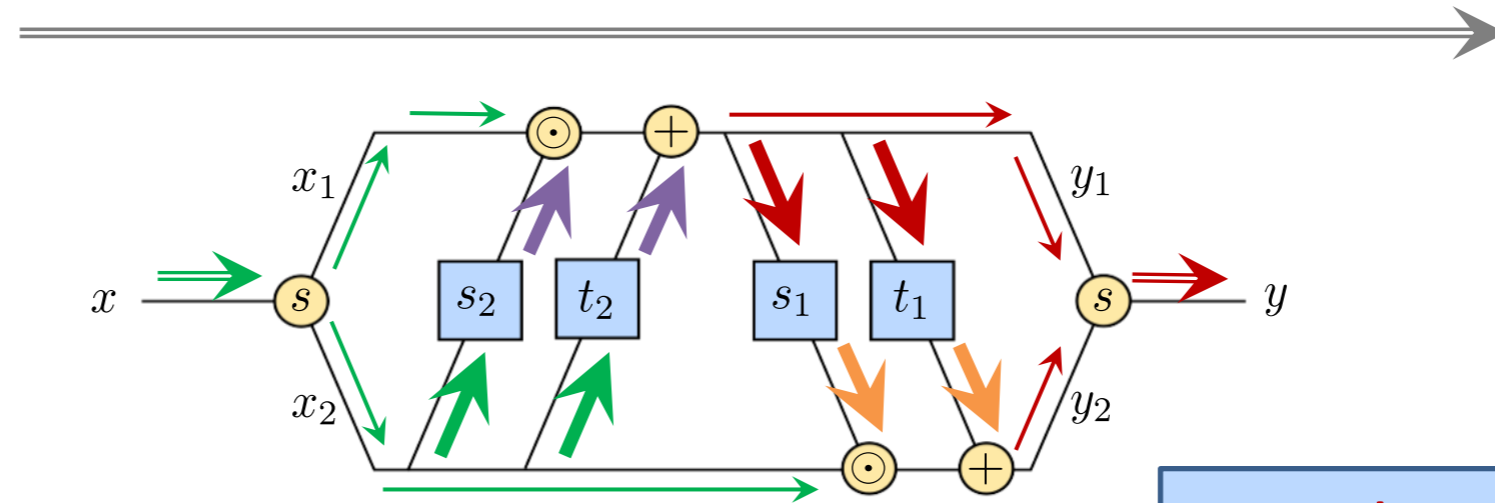 ⊙ +
x₁ y₁
x s s₂ t₂ s₁ t₁ s y
x₂ y₂
⊙ +